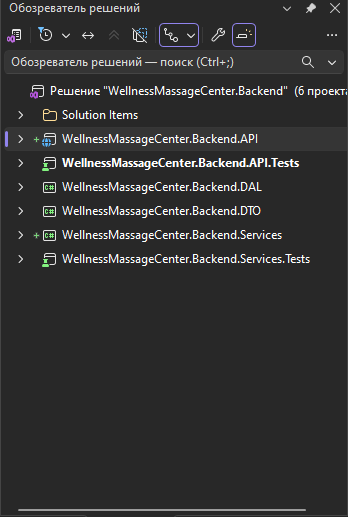 Обозреватель решений
Обозреватель решений — поиск (Ctrl+;)
Решение "WellnessMassageCenter.Backend" (6 проекта
Solution Items
WellnessMassageCenter.Backend.API
WellnessMassageCenter.Backend.API.Tests
WellnessMassageCenter.Backend.DAL
WellnessMassageCenter.Backend.DTO
WellnessMassageCenter.Backend.Services
WellnessMassageCenter.Backend.Services.Tests